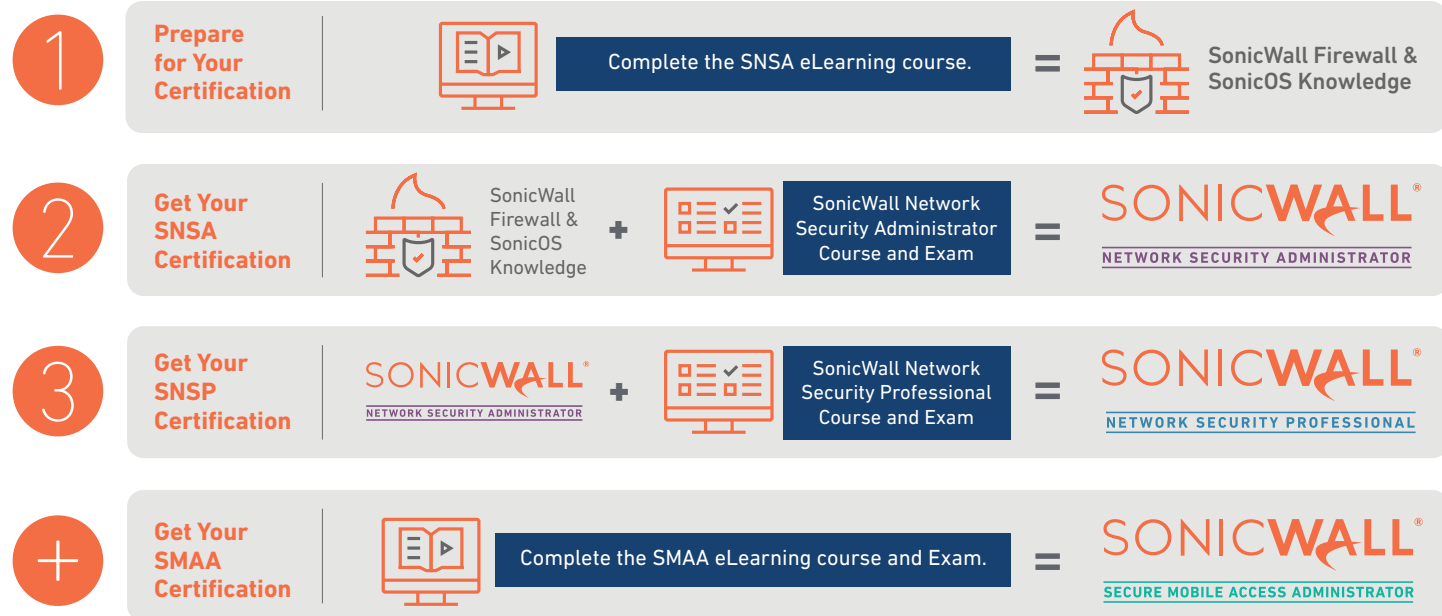 1
Prepare
for Your
Certification
Complete the SNSA eLearning course.
=
SonicWall Firewall &
SonicOS Knowledge
2
Get Your
SNSA
Certification
SonicWall
Firewall &
SonicOS
Knowledge
+
SonicWall Network
Security Administrator
Course and Exam
=
SONICWALL®
NETWORK SECURITY ADMINISTRATOR
3
Get Your
SNSP
Certification
SONICWALL®
NETWORK SECURITY ADMINISTRATOR
+
SonicWall Network
Security Professional
Course and Exam
=
SONICWALL®
NETWORK SECURITY PROFESSIONAL
+
Get Your
SMAA
Certification
Complete the SMAA eLearning course and Exam.
=
SONICWALL®
SECURE MOBILE ACCESS ADMINISTRATOR